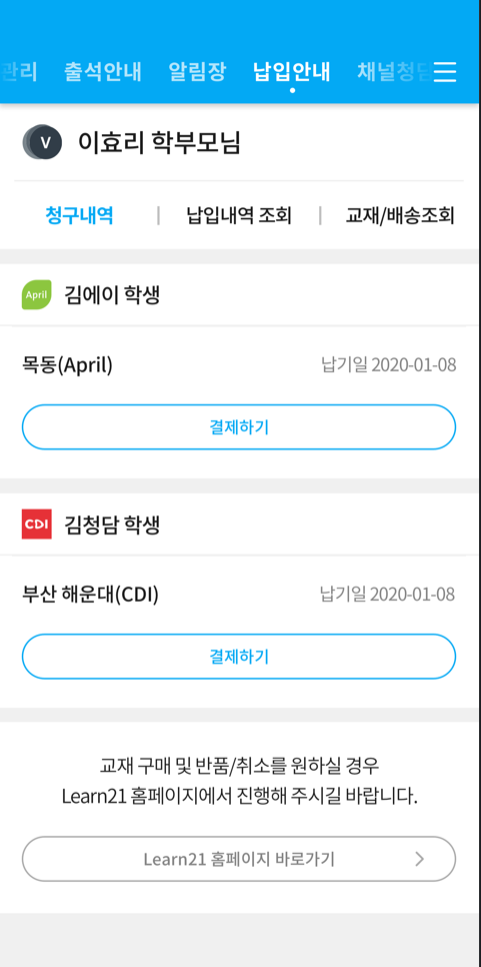 관리 출석안내 알림장 납입안내 채널청담
V 이효리 학부모님
청구내역 | 납입내역 조회 | 교재/배송조회
April 김에이 학생
목동(April) 납기일 2020-01-08
결제하기
CDI 김청담 학생
부산 해운대(CDI) 납기일 2020-01-08
결제하기
교재 구매 및 반품/취소를 원하실 경우
Learn21 홈페이지에서 진행해 주시길 바랍니다.
Learn21 홈페이지 바로가기